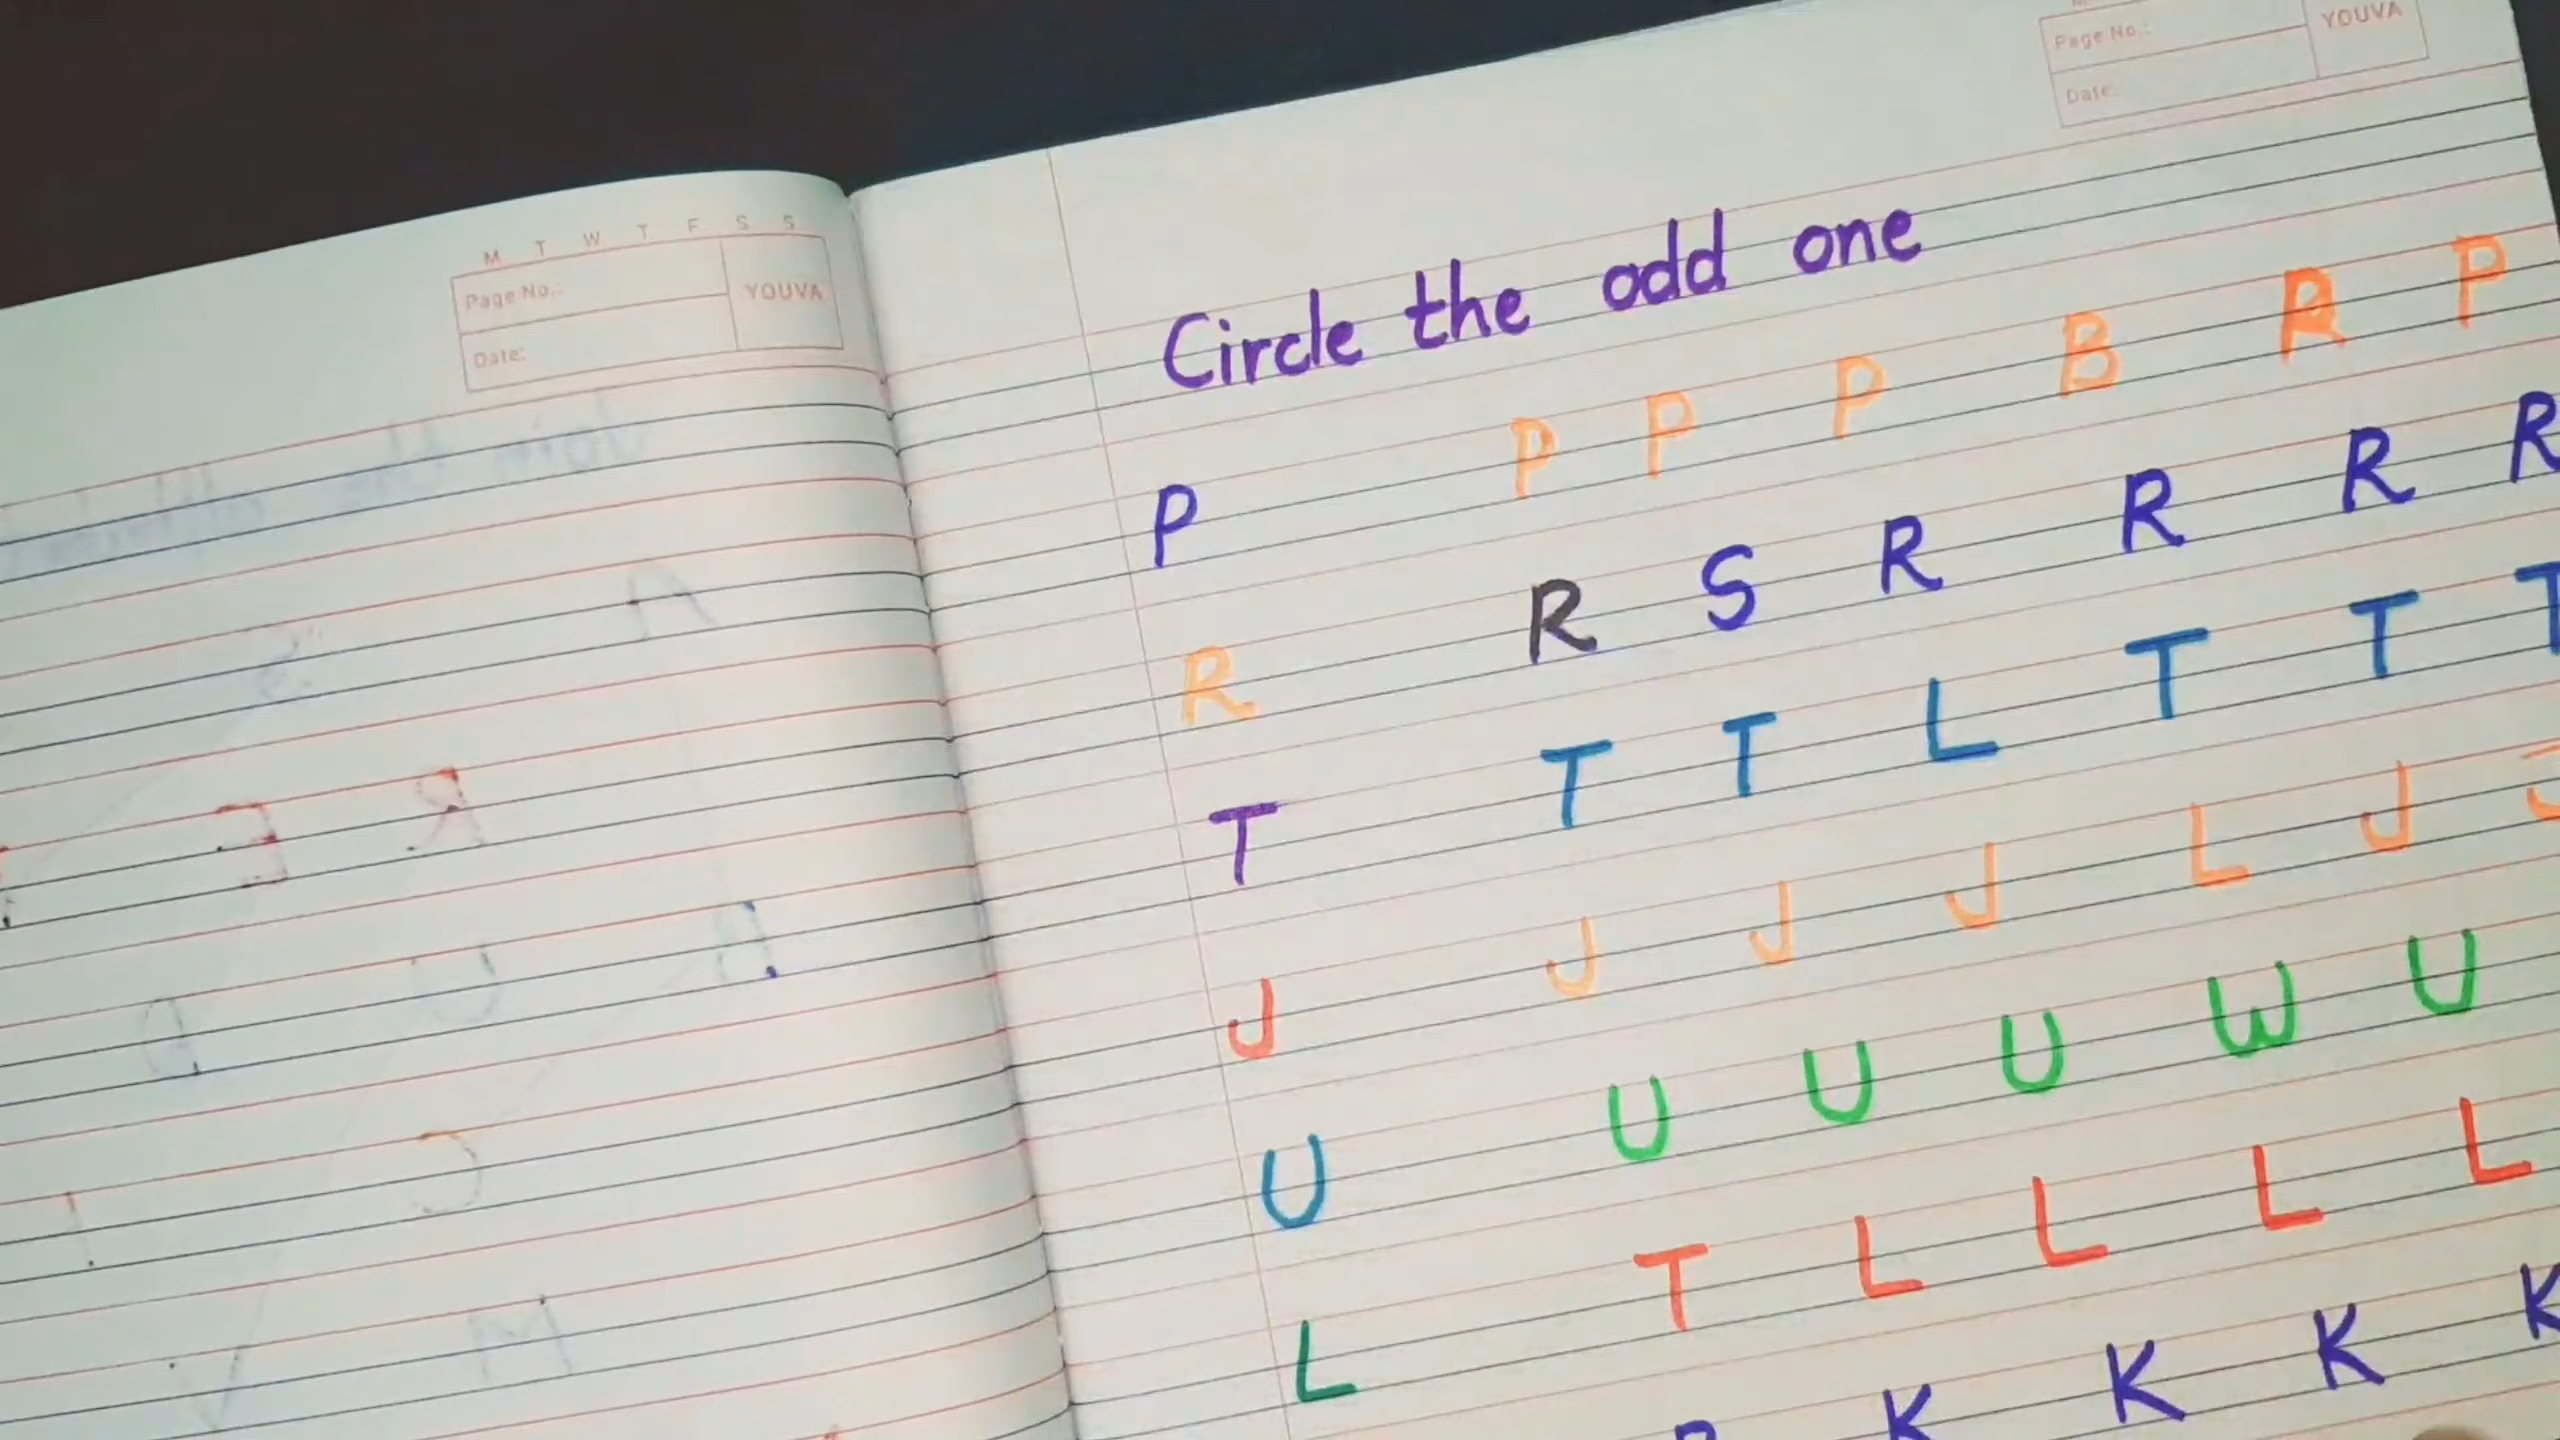 M T W T F S S
Page No.:
YOUVA
Date:
Page No.:
YOUVA
Date:
Circle the odd one
P P P P B R P
R R S R R R R
T T T L T T T
J J J J L J J
U U U U W U
L T L L L L
K K K K